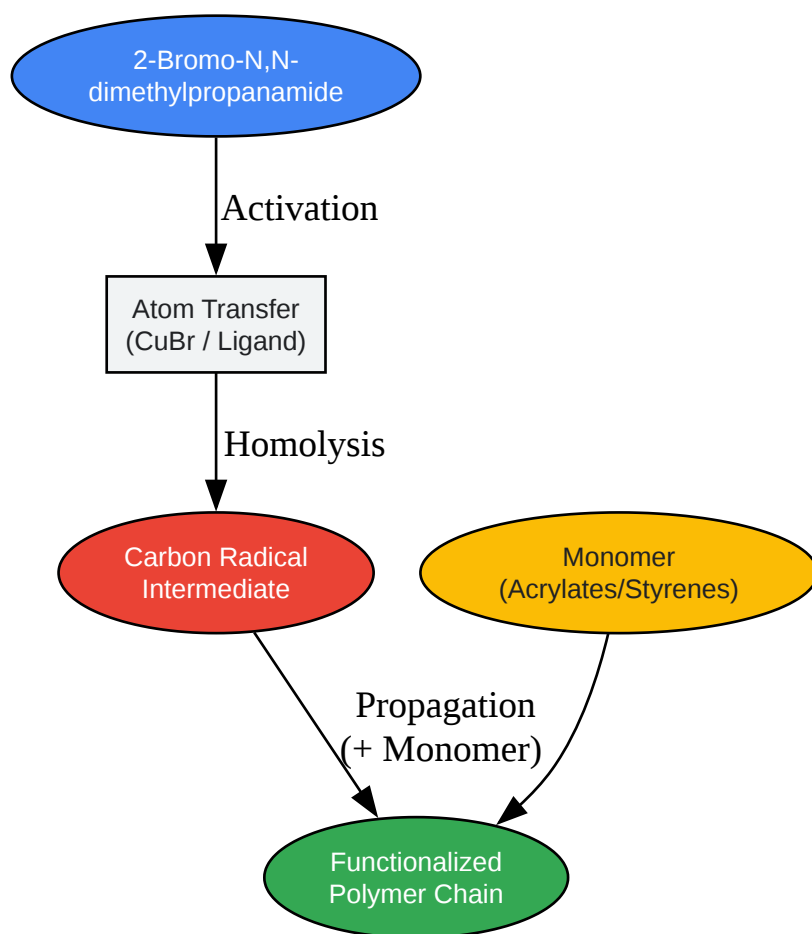 2-Bromo-N,N-
dimethylpropanamide
Activation
Atom Transfer
(CuBr / Ligand)
Homolysis
Carbon Radical
Intermediate
Monomer
(Acrylates/Styrenes)
Propagation
(+ Monomer)
Functionalized
Polymer Chain